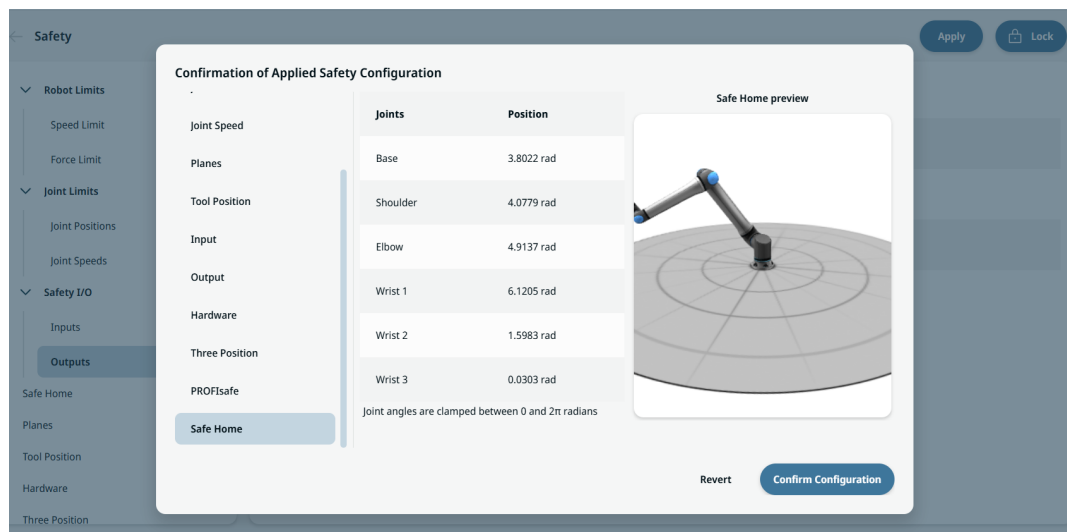 Safety
Apply
Lock
Robot Limits
Speed Limit
Force Limit
Joint Limits
Joint Positions
Joint Speeds
Safety I/O
Inputs
Outputs
Safe Home
Planes
Tool Position
Hardware
Three Position
Confirmation of Applied Safety Configuration
Joint Speed
Planes
Tool Position
Input
Output
Hardware
Three Position
PROFIsafe
Safe Home
Joints Position
Base 3.8022 rad
Shoulder 4.0779 rad
Elbow 4.9137 rad
Wrist 1 6.1205 rad
Wrist 2 1.5983 rad
Wrist 3 0.0303 rad
Joint angles are clamped between 0 and 2π radians
Safe Home preview
Revert
Confirm Configuration